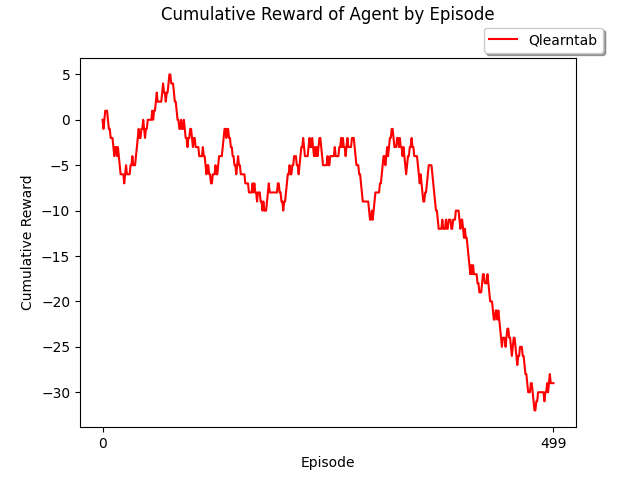 Cumulative Reward of Agent by Episode
Qlearntab
5
0
−5
−10
−15
−20
−25
−30
Cumulative Reward
0
499
Episode